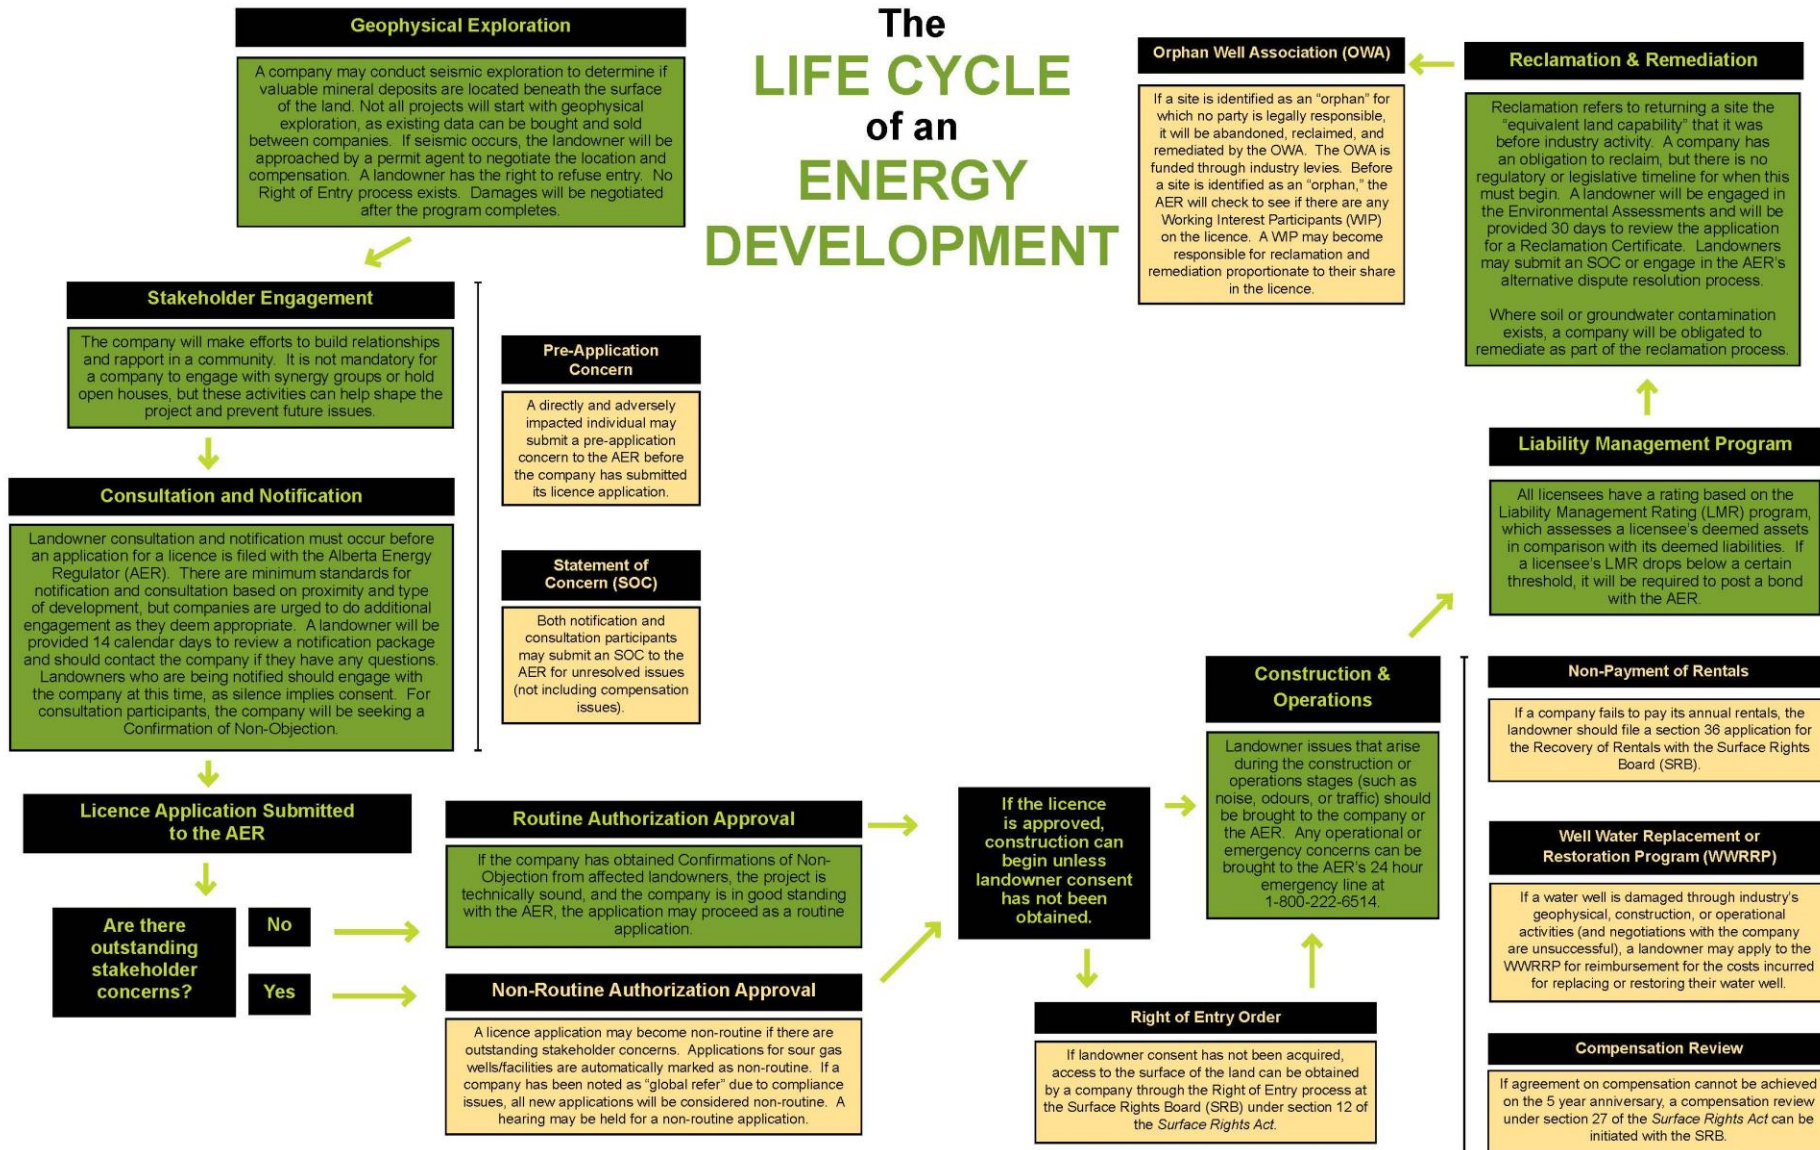 The
LIFE CYCLE
of an
ENERGY
DEVELOPMENT
Geophysical Exploration
A company may conduct seismic exploration to determine if
valuable mineral deposits are located beneath the surface
of the land. Not all projects will start with geophysical
exploration, as existing data can be bought and sold
between companies. If seismic occurs, the landowner will be
approached by a permit agent to negotiate the location and
compensation. A landowner has the right to refuse entry. No
Right of Entry process exists. Damages will be negotiated
after the program completes.
Stakeholder Engagement
The company will make efforts to build relationships
and rapport in a community. It is not mandatory for
a company to engage with synergy groups or hold
open houses, but these activities can help shape the
project and prevent future issues.
Consultation and Notification
Landowner consultation and notification must occur before
an application for a licence is filed with the Alberta Energy
Regulator (AER). There are minimum standards for
notification and consultation based on proximity and type
of development, but companies are urged to do additional
engagement as they deem appropriate. A landowner will be
provided 14 calendar days to review a notification package
and should contact the company if they have any questions.
Landowners who are being notified should engage with
the company at this time, as silence implies consent. For
consultation participants, the company will be seeking a
Confirmation of Non-Objection.
Pre-Application
Concern
A directly and adversely
impacted individual may
submit a pre-application
concern to the AER before
the company has submitted
its licence application.
Statement of
Concern (SOC)
Both notification and
consultation participants
may submit an SOC to the
AER for unresolved issues
(not including compensation
issues).
Licence Application Submitted
to the AER
Are there
outstanding
stakeholder
concerns?
No
Yes
Routine Authorization Approval
If the company has obtained Confirmations of Non-
Objection from affected landowners, the project is
technically sound, and the company is in good standing
with the AER, the application may proceed as a routine
application.
Non-Routine Authorization Approval
A licence application may become non-routine if there are
outstanding stakeholder concerns. Applications for sour gas
wells/facilities are automatically marked as non-routine. If a
company has been noted as “global refer” due to compliance
issues, all new applications will be considered non-routine. A
hearing may be held for a non-routine application.
If the licence
is approved,
construction can
begin unless
landowner consent
has not been
obtained.
Right of Entry Order
If landowner consent has not been acquired,
access to the surface of the land can be obtained
by a company through the Right of Entry process at
the Surface Rights Board (SRB) under section 12 of
the Surface Rights Act.
Construction &
Operations
Landowner issues that arise
during the construction or
operations stages (such as
noise, odours, or traffic) should
be brought to the company or
the AER. Any operational or
emergency concerns can be
brought to the AER’s 24 hour
emergency line at
1-800-222-6514.
Non-Payment of Rentals
If a company fails to pay its annual rentals, the
landowner should file a section 36 application for
the Recovery of Rentals with the Surface Rights
Board (SRB).
Well Water Replacement or
Restoration Program (WWRRP)
If a water well is damaged through industry’s
geophysical, construction, or operational
activities (and negotiations with the company
are unsuccessful), a landowner may apply to the
WWRRP for reimbursement for the costs incurred
for replacing or restoring their water well.
Compensation Review
If agreement on compensation cannot be achieved
on the 5 year anniversary, a compensation review
under section 27 of the Surface Rights Act can be
initiated with the SRB.
Liability Management Program
All licensees have a rating based on the
Liability Management Rating (LMR) program,
which assesses a licensee’s deemed assets
in comparison with its deemed liabilities. If
a licensee’s LMR drops below a certain
threshold, it will be required to post a bond
with the AER.
Reclamation & Remediation
Reclamation refers to returning a site the
“equivalent land capability” that it was
before industry activity. A company has
an obligation to reclaim, but there is no
regulatory or legislative timeline for when this
must begin. A landowner will be engaged in
the Environmental Assessments and will be
provided 30 days to review the application
for a Reclamation Certificate. Landowners
may submit an SOC or engage in the AER’s
alternative dispute resolution process.
Where soil or groundwater contamination
exists, a company will be obligated to
remediate as part of the reclamation process.
Orphan Well Association (OWA)
If a site is identified as an “orphan” for
which no party is legally responsible,
it will be abandoned, reclaimed, and
remediated by the OWA. The OWA is
funded through industry levies. Before
a site is identified as an “orphan,” the
AER will check to see if there are any
Working Interest Participants (WIP)
on the licence. A WIP may become
responsible for reclamation and
remediation proportionate to their share
in the licence.